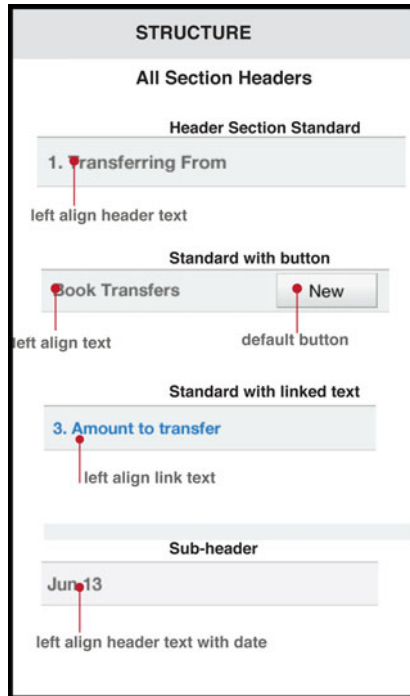 STRUCTURE
All Section Headers
Header Section Standard
1. Transferring From
left align header text
Standard with button
Book Transfers
New
left align text
default button
Standard with linked text
3. Amount to transfer
left align link text
Sub-header
Jun 13
left align header text with date